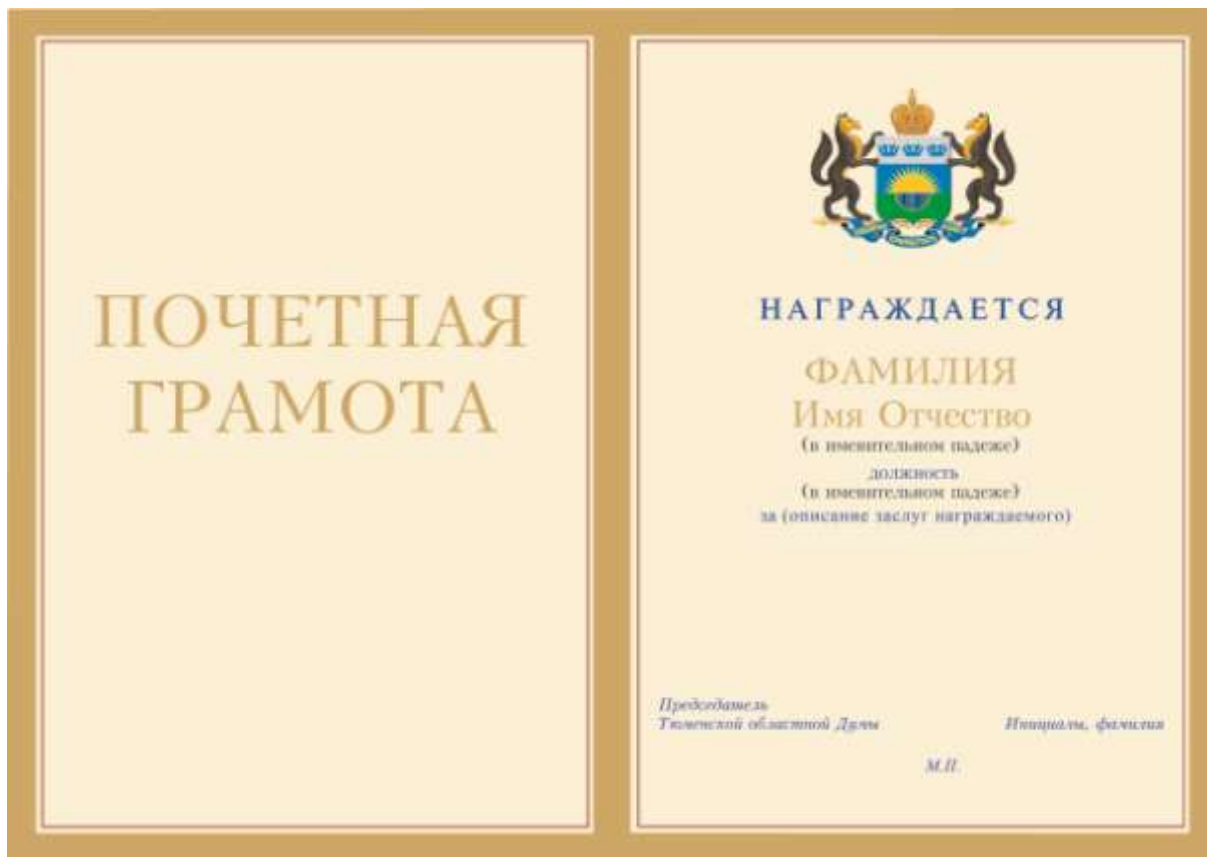 ПОЧЕТНАЯ
ГРАМОТА
НАГРАЖДАЕТСЯ
ФАМИЛИЯ
Имя Отчество
(в именительном падеже)
должность
(в именительном падеже)
за (описание заслуг награждаемого)
Председатель
Тюменской областной Думы
Инициалы, фамилия
М.П.